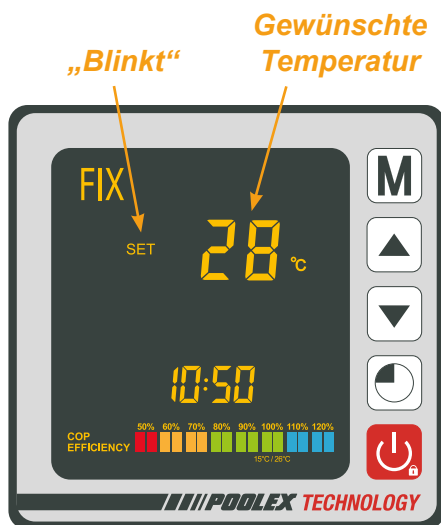 Gewünschte
„Blinkt“ Temperatur
FIX
M
SET 28 °C
10:50
50% 60% 70% 80% 90% 100% 110% 120%
COP
EFFICIENCY
15°C / 26°C
POOLEX TECHNOLOGY